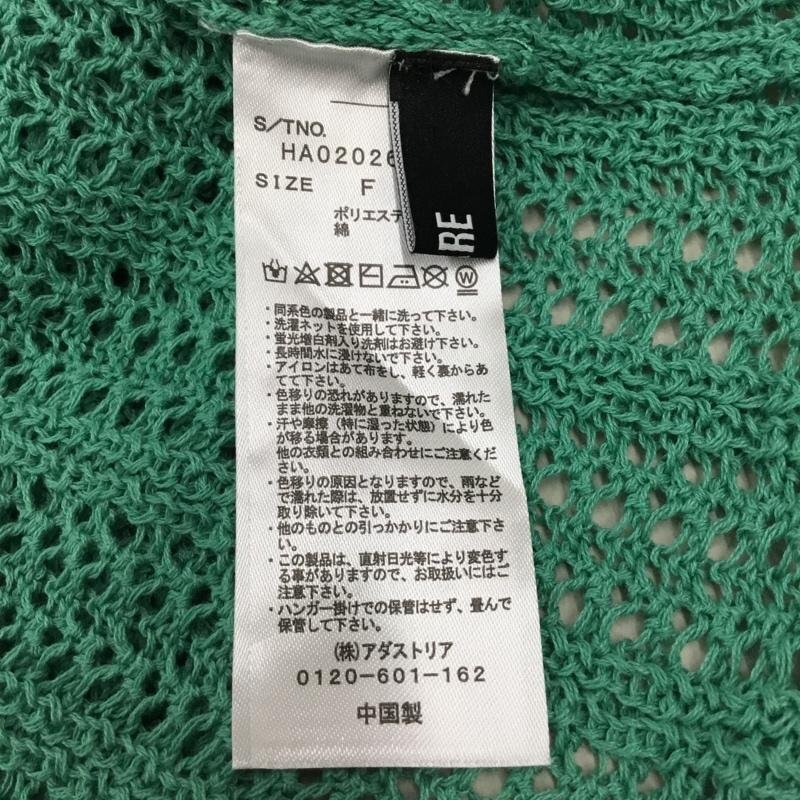 S/TNO.
HA02026
SIZE F
ポリエステ
綿
RE
W
・同系色の製品と一緒に洗って下さい。
・洗濯ネットを使用して下さい。
・蛍光増白剤入り洗剤はお避け下さい。
・長時間水に浸けないで下さい。
・アイロンはあて布をし、軽く裏からあ
てて下さい。
・色移りの恐れがありますので、濡れた
まま他の洗濯物と重ねないで下さい。
・汗や摩擦（特に湿った状態）により色
が移る場合があります。
他の衣類との組み合わせにご注意くだ
さい。
・色移りの原因となりますので、雨など
で濡れた際は、放置せずに水分を十分
取り除いて下さい。
・他のものとの引っかかりにご注意下さ
い。
・この製品は、直射日光等により変色す
る事がありますので、お取扱いにはご
注意下さい。
・ハンガー掛けでの保管はせず、畳んで
保管して下さい。
(株)アダストリア
0120-601-162
中国製